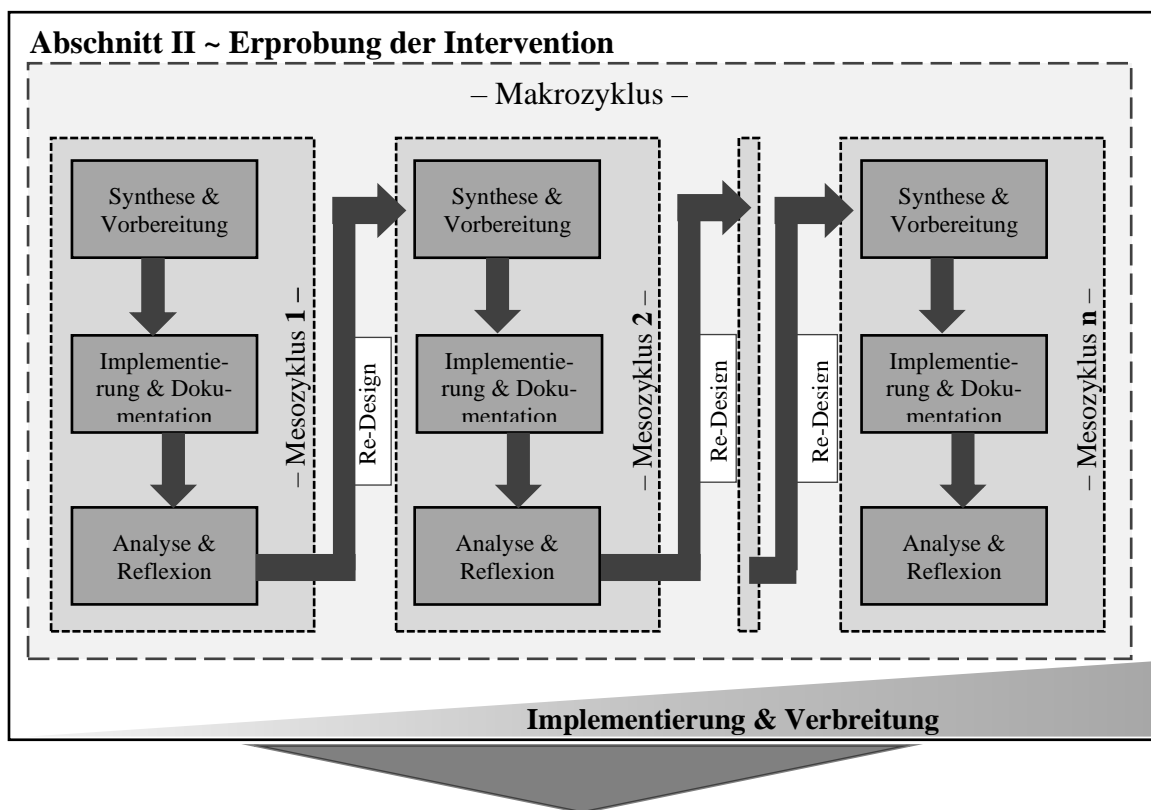 Abschnitt II ~ Erprobung der Intervention
– Makrozyklus –
Synthese &
Vorbereitung
Implementie-
rung & Doku-
mentation
Analyse &
Reflexion
– Mesozyklus 1 –
Re-Design
Synthese &
Vorbereitung
Implementie-
rung & Doku-
mentation
Analyse &
Reflexion
– Mesozyklus 2 –
Re-Design
Re-Design
Synthese &
Vorbereitung
Implementie-
rung & Doku-
mentation
Analyse &
Reflexion
– Mesozyklus n –
Implementierung & Verbreitung